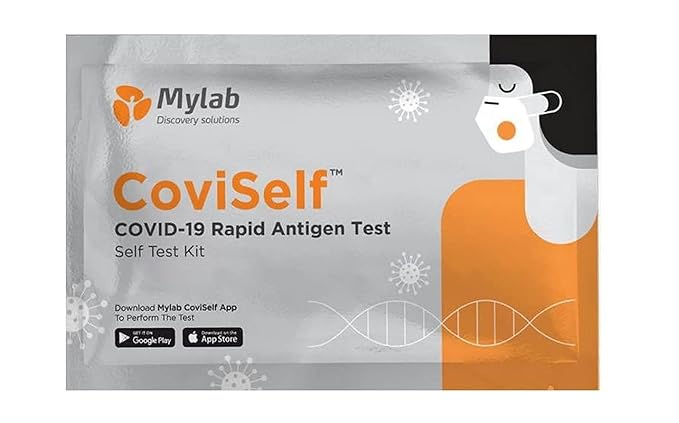 Mylab
Discovery solutions
CoviSelf™
COVID-19 Rapid Antigen Test
Self Test Kit
Download Mylab CoviSelf App
To Perform The Test
GET IT ON
Google Play
Download on the
App Store